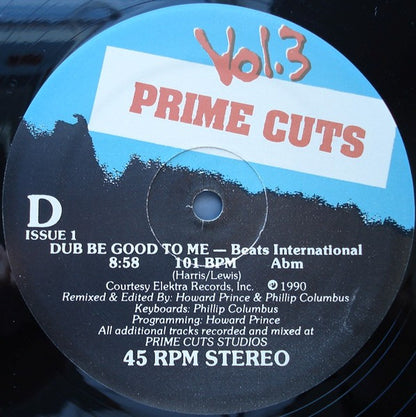 Vol.3
PRIME CUTS
D
ISSUE 1
DUB BE GOOD TO ME — Beats International
8:58 101 BPM Abm
(Harris/Lewis)
Courtesy Elektra Records, Inc. ℗ 1990
Remixed & Edited By: Howard Prince & Phillip Columbus
Keyboards: Phillip Columbus
Programming: Howard Prince
All additional tracks recorded and mixed at
PRIME CUTS STUDIOS
45 RPM STEREO